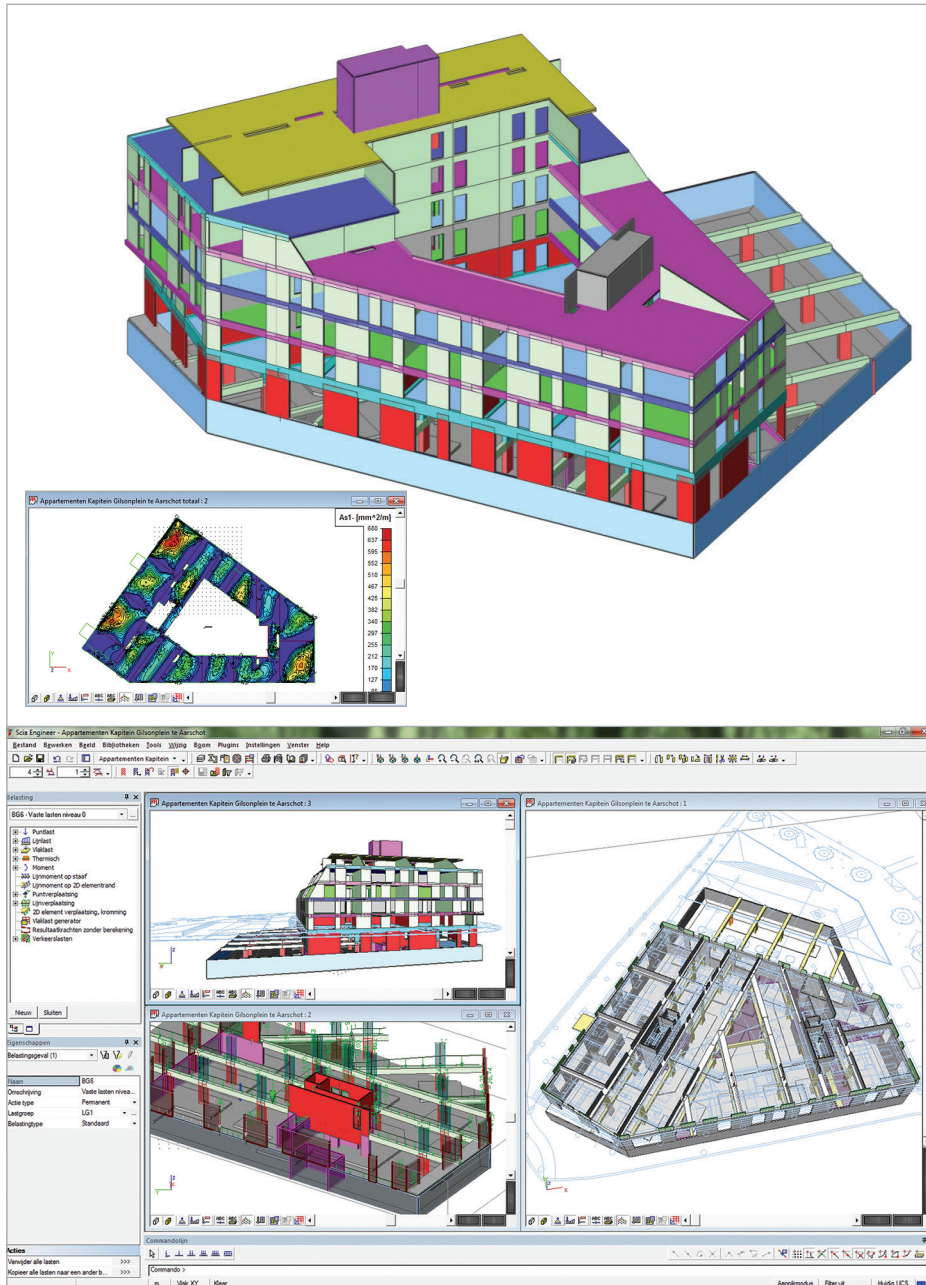 Appartementen Kapitein Gilsonplein te Aarschot totaal : 2
As1- [mm^2/m]
680
637
595
552
510
467
425
382
340
297
255
212
170
127
85
Y
Z
X
Scia Engineer - Appartementen Kapitein Gilsonplein te Aarschot
Bestand Bewerken Beeld Bibliotheken Tools Wijzig Boom Plugins Instellingen Venster Help
Appartementen Kapitein
4 1
Belasting
BG6 - Vaste lasten niveau 0
Puntlast
Lijnlast
Vlaklast
Thermisch
Moment
Lijnmoment op staaf
Lijnmoment op 2D elementrand
Puntverplaatsing
Lijnverplaatsing
2D element verplaatsing, kromming
Vlaklast generator
Resultaatkrachten zonder berekening
Verkeerslasten
Nieuw Sluiten
Eigenschappen
Belastingsgeval (1)
Naam BG6
Omschrijving Vaste lasten nivea...
Actie type Permanent
Lastgroep LG1
Belastingtype Standaard
Acties
Verwijder alle lasten >>>
Kopieer alle lasten naar een ander b... >>>
Appartementen Kapitein Gilsonplein te Aarschot : 3
Appartementen Kapitein Gilsonplein te Aarschot : 2
Appartementen Kapitein Gilsonplein te Aarschot : 1
Commandolijn
Commando >
m Vlak XY Klaar
Aanpikmodus Filter uit Huidig UCS